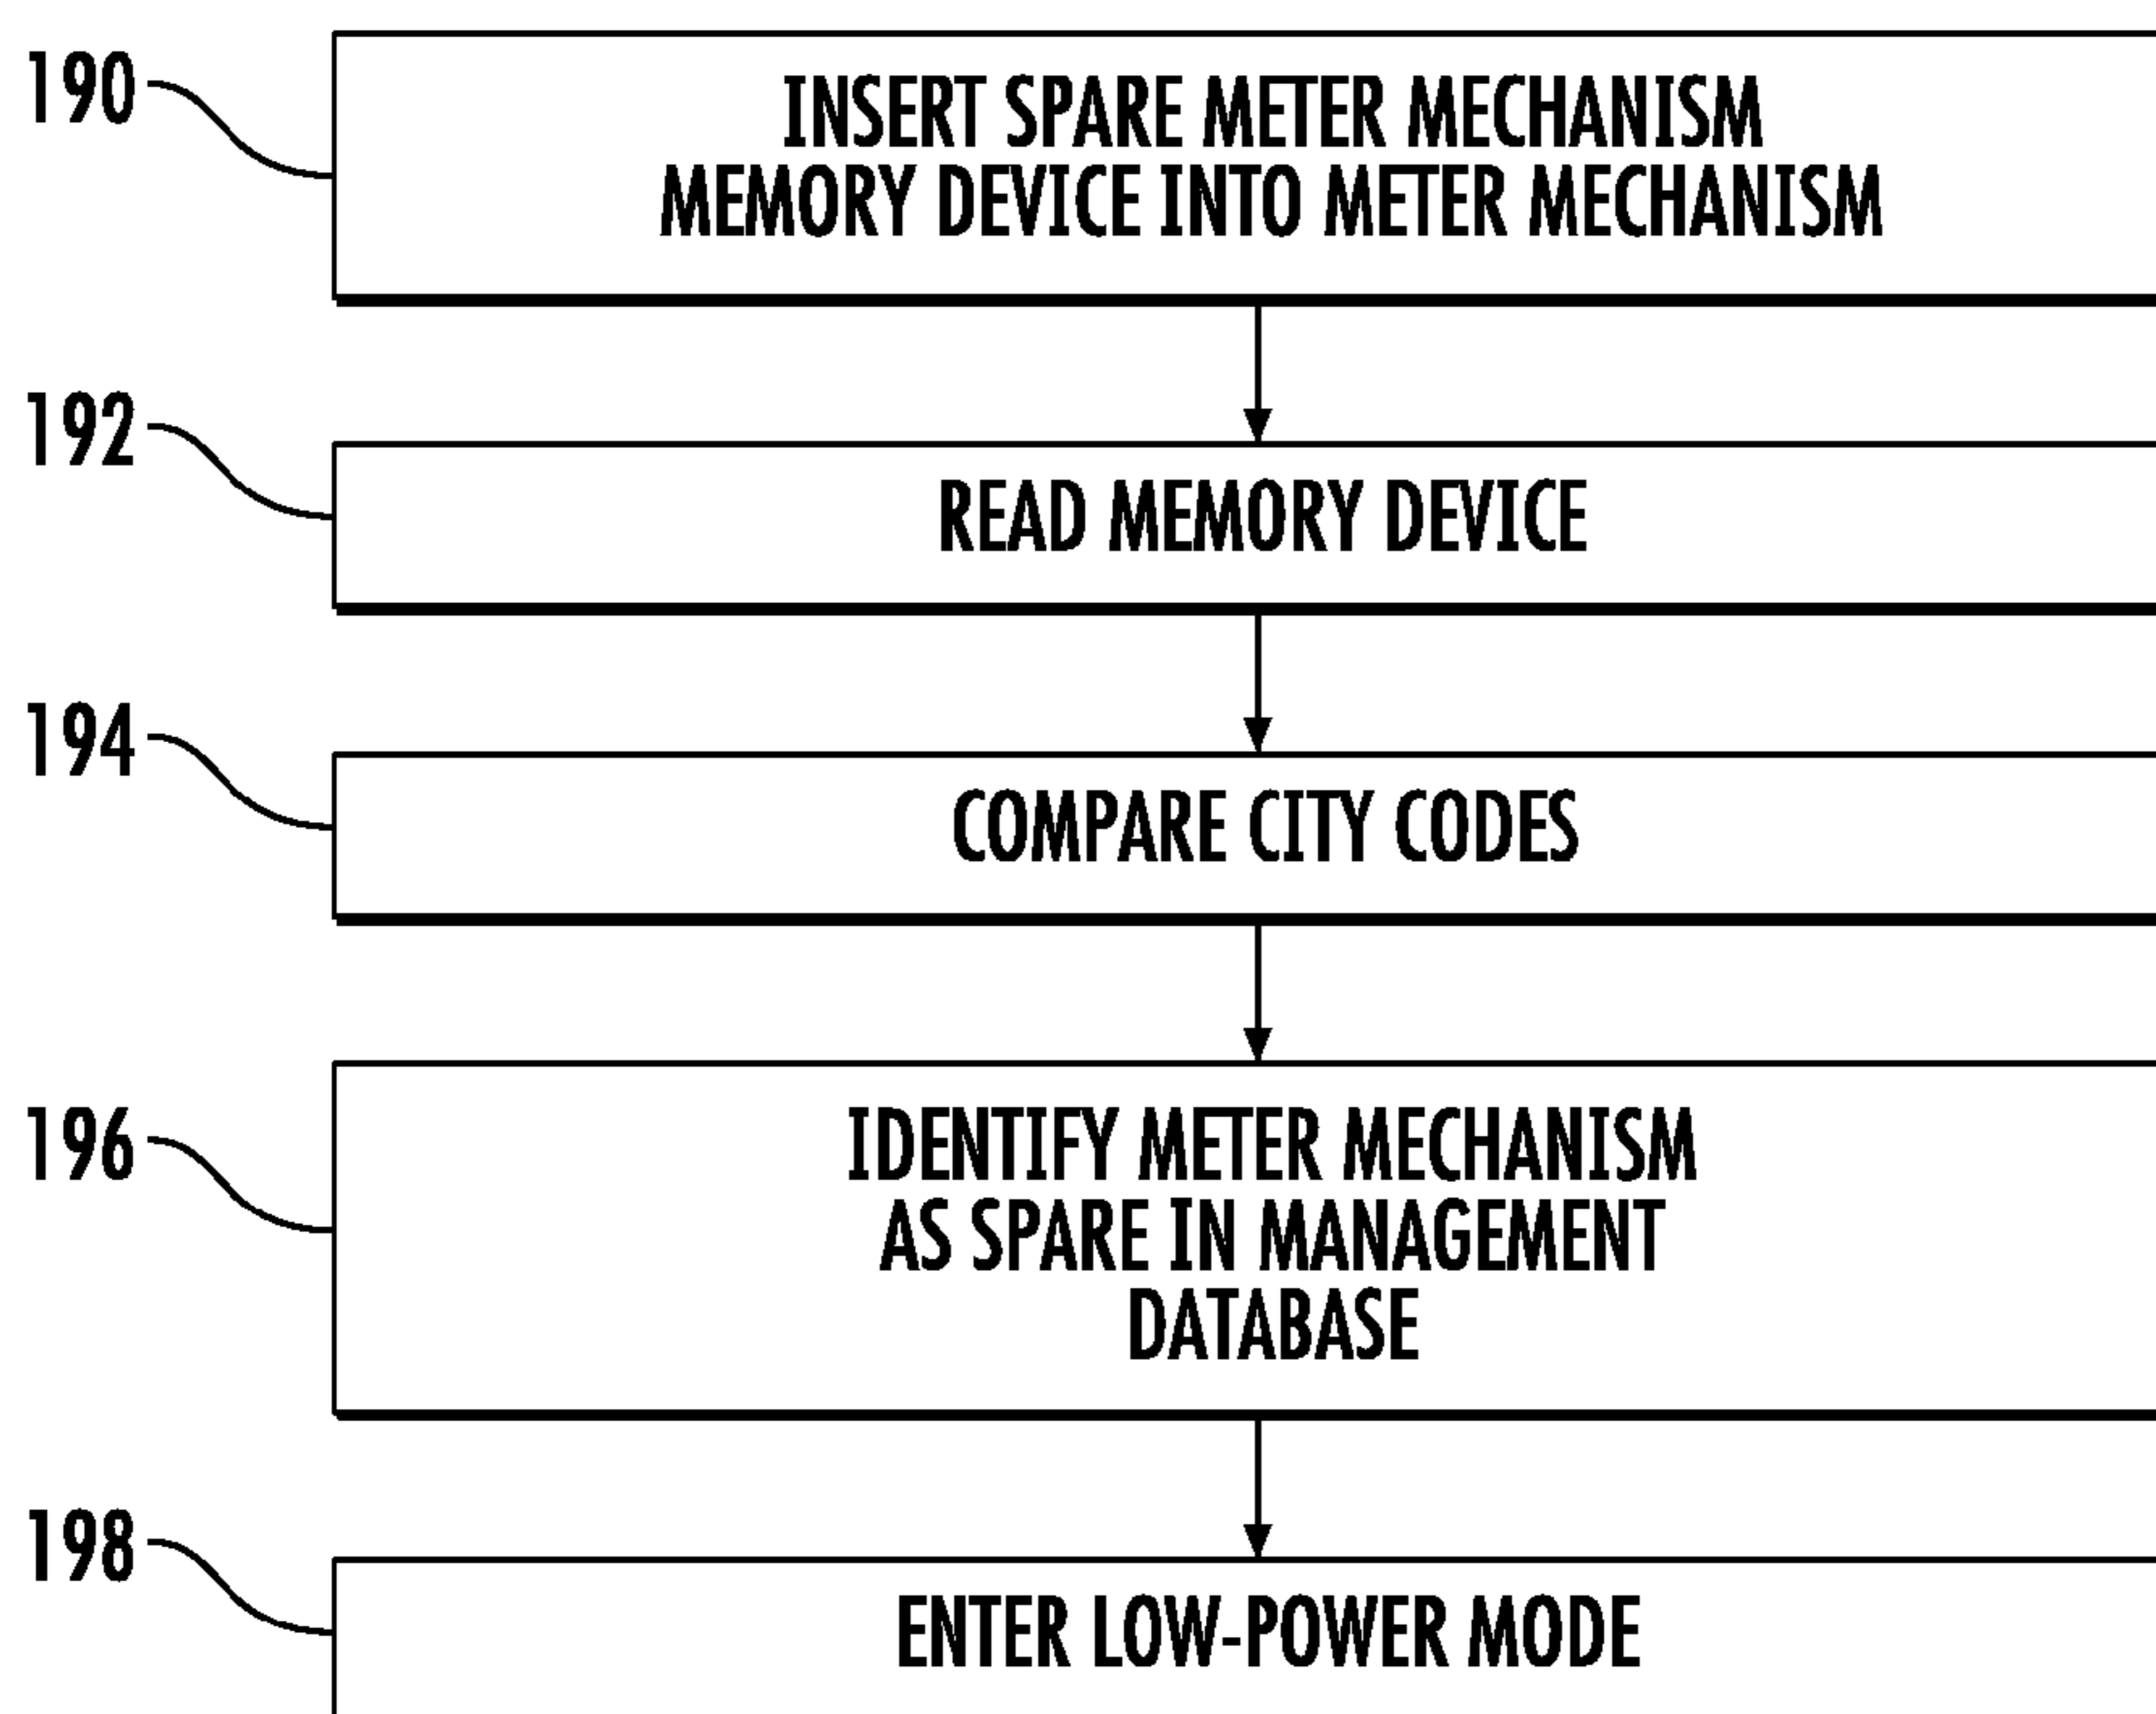 190
INSERT SPARE METER MECHANISM
MEMORY DEVICE INTO METER MECHANISM
192
READ MEMORY DEVICE
194
COMPARE CITY CODES
196
IDENTIFY METER MECHANISM
AS SPARE IN MANAGEMENT
DATABASE
198
ENTER LOW-POWER MODE